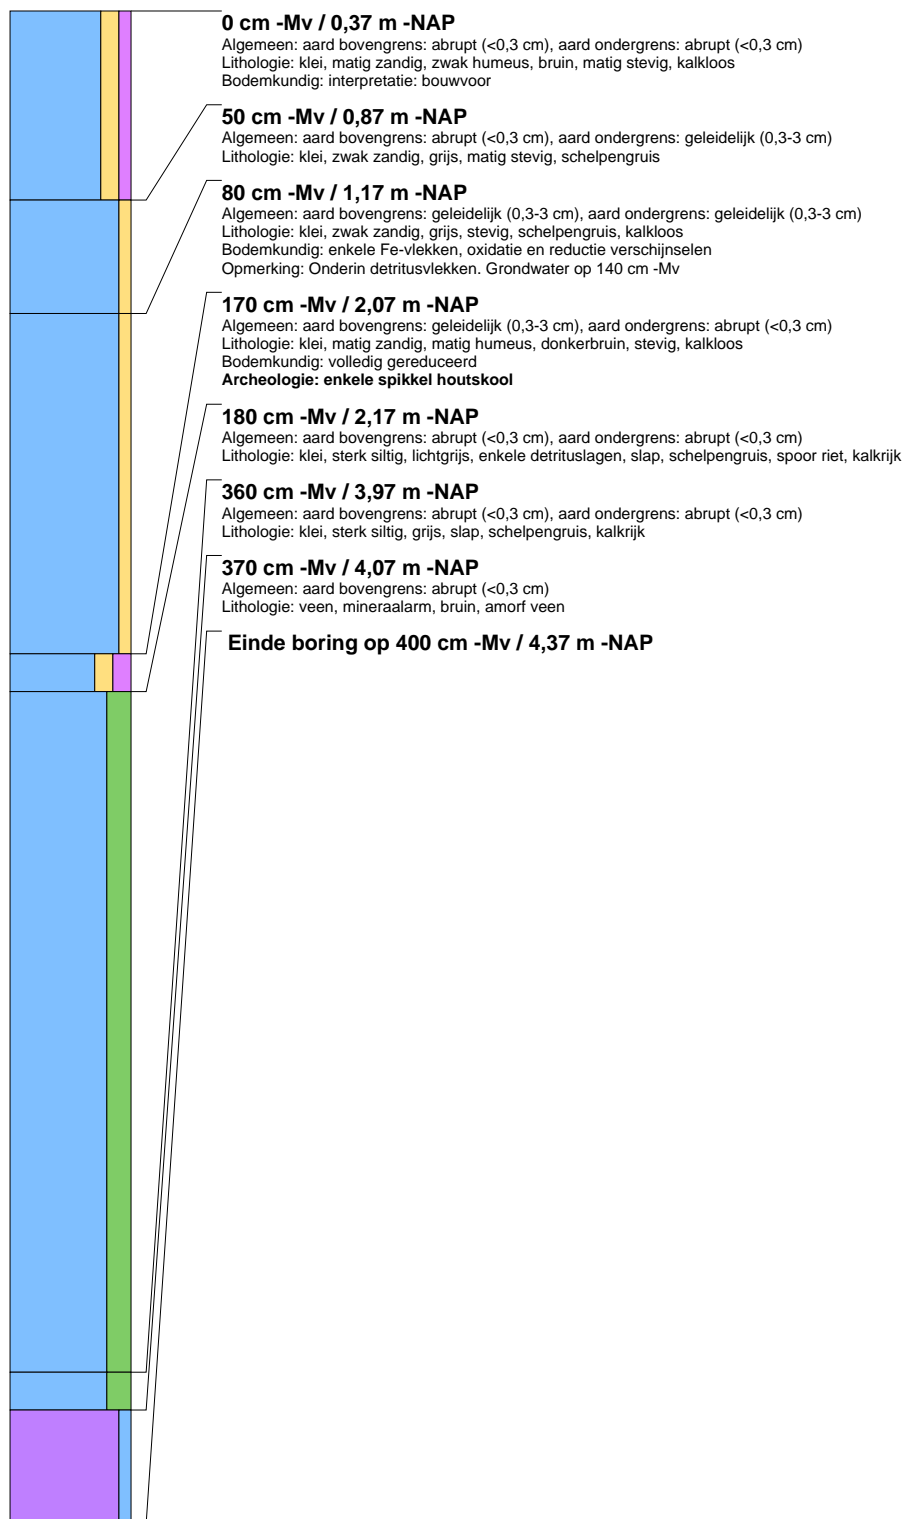 0 cm -Mv / 0,37 m -NAP
Algemeen: aard bovengrens: abrupt (<0,3 cm), aard ondergrens: abrupt (<0,3 cm)
Lithologie: klei, matig zandig, zwak humeus, bruin, matig stevig, kalkloos
Bodemkundig: interpretatie: bouwvoor
50 cm -Mv / 0,87 m -NAP
Algemeen: aard bovengrens: abrupt (<0,3 cm), aard ondergrens: geleidelijk (0,3-3 cm)
Lithologie: klei, zwak zandig, grijs, matig stevig, schelpengruis
80 cm -Mv / 1,17 m -NAP
Algemeen: aard bovengrens: geleidelijk (0,3-3 cm), aard ondergrens: geleidelijk (0,3-3 cm)
Lithologie: klei, zwak zandig, grijs, stevig, schelpengruis, kalkloos
Bodemkundig: enkele Fe-vlekken, oxidatie en reductie verschijnselen
Opmerking: Onderin detritusvlekken. Grondwater op 140 cm -Mv
170 cm -Mv / 2,07 m -NAP
Algemeen: aard bovengrens: geleidelijk (0,3-3 cm), aard ondergrens: abrupt (<0,3 cm)
Lithologie: klei, matig zandig, matig humeus, donkerbruin, stevig, kalkloos
Bodemkundig: volledig gereduceerd
Archeologie: enkele spikkel houtskool
180 cm -Mv / 2,17 m -NAP
Algemeen: aard bovengrens: abrupt (<0,3 cm), aard ondergrens: abrupt (<0,3 cm)
Lithologie: klei, sterk siltig, lichtgrijs, enkele detrituslagen, slap, schelpengruis, spoor riet, kalkrijk
360 cm -Mv / 3,97 m -NAP
Algemeen: aard bovengrens: abrupt (<0,3 cm), aard ondergrens: abrupt (<0,3 cm)
Lithologie: klei, sterk siltig, grijs, slap, schelpengruis, kalkrijk
370 cm -Mv / 4,07 m -NAP
Algemeen: aard bovengrens: abrupt (<0,3 cm)
Lithologie: veen, mineraalarm, bruin, amorf veen
Einde boring op 400 cm -Mv / 4,37 m -NAP